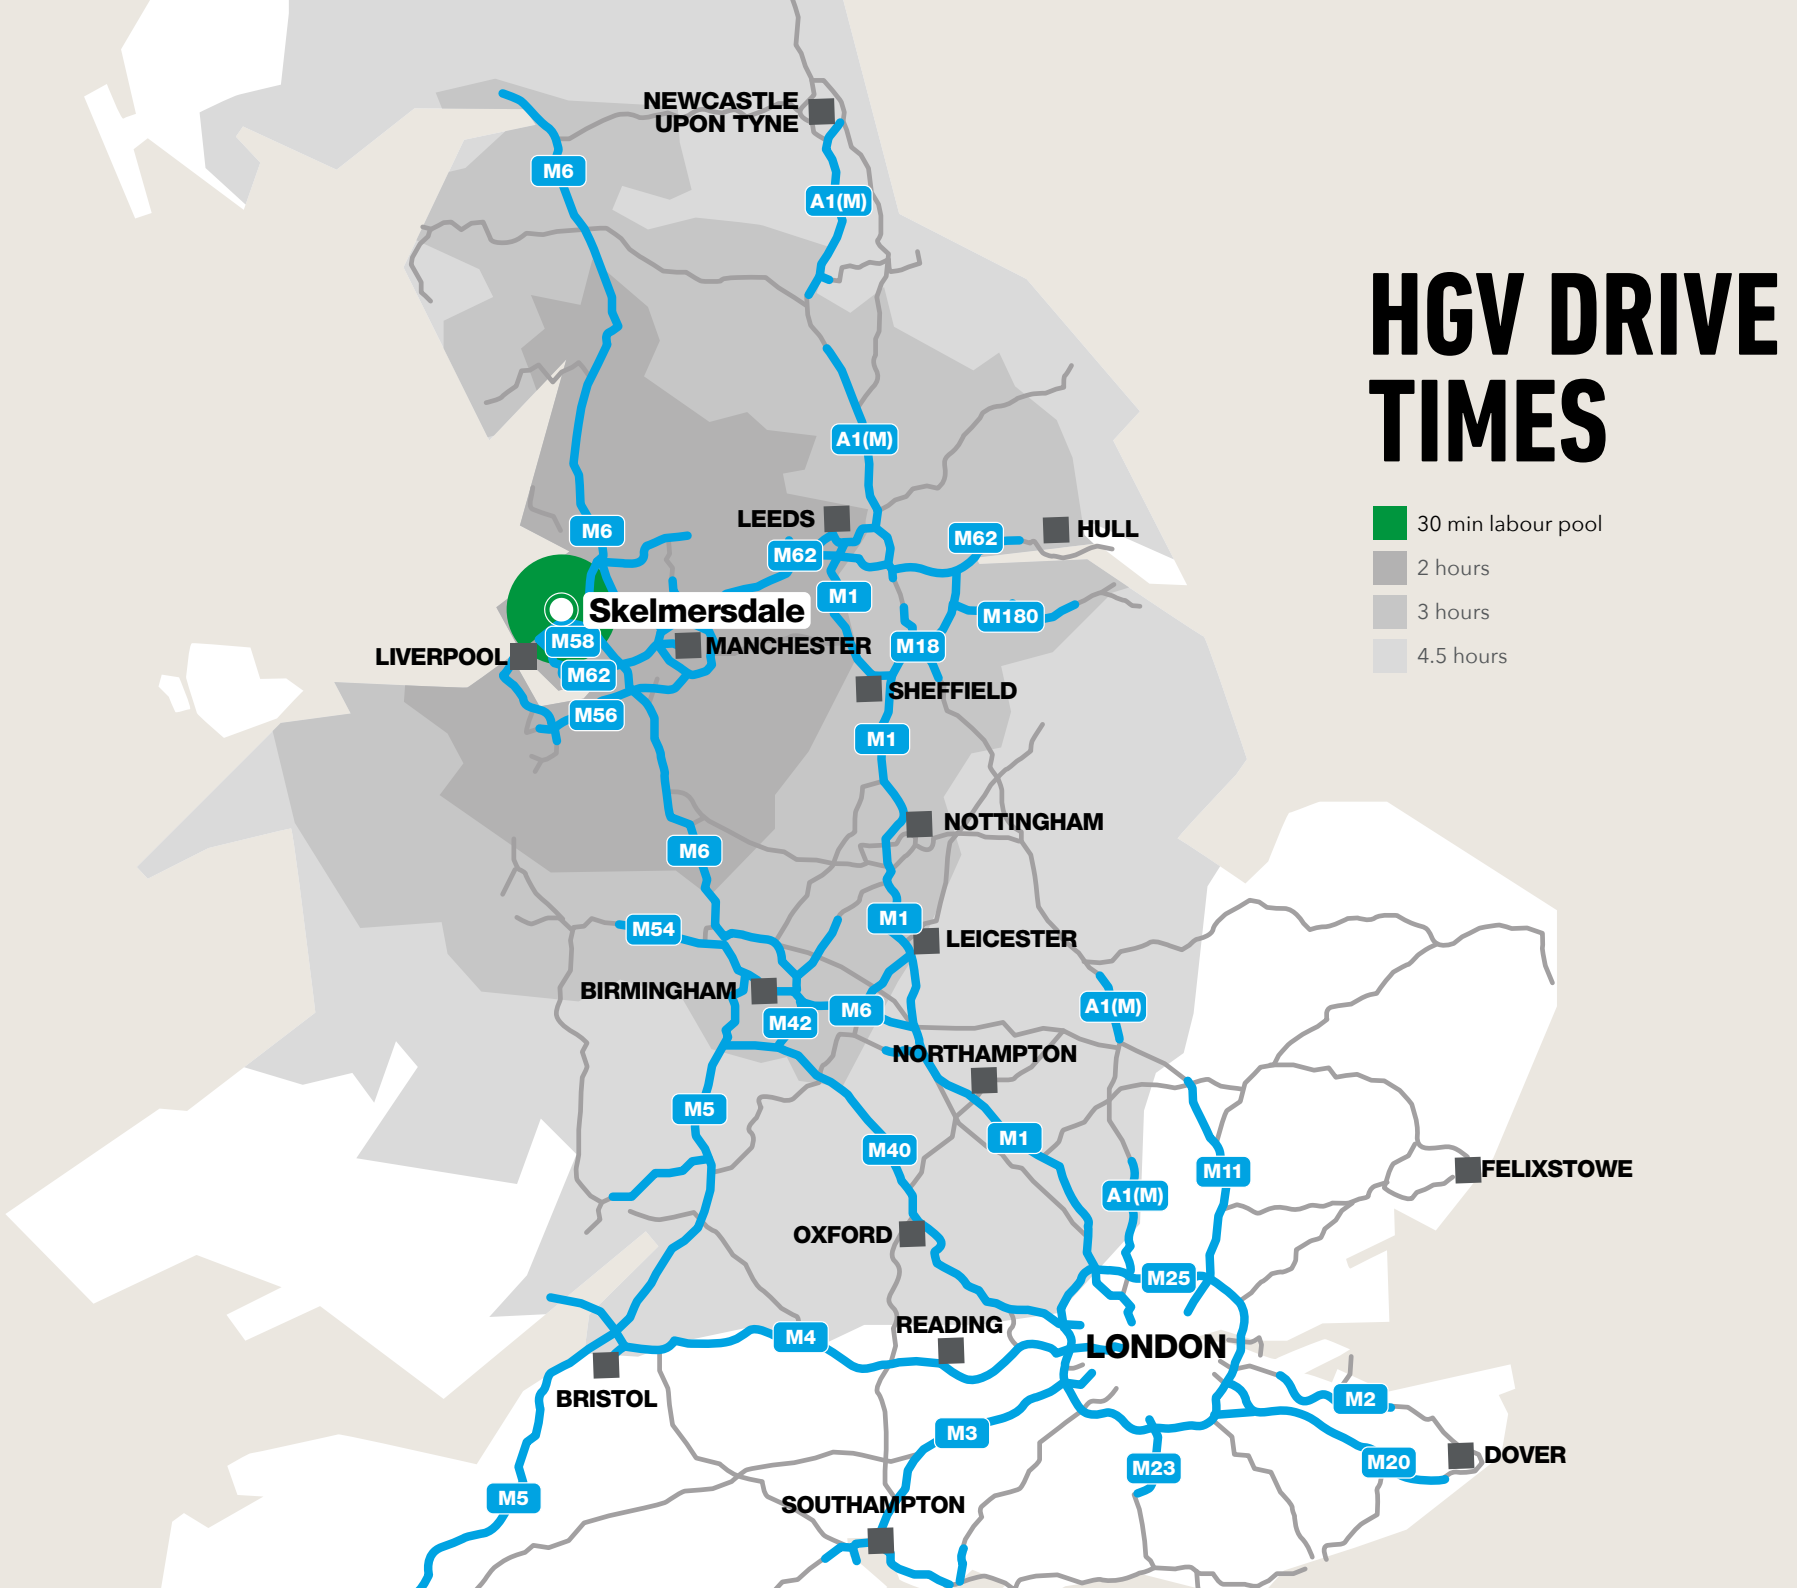 NEWCASTLE
UPON TYNE
M6
A1(M)
HGV DRIVE
TIMES
A1(M)
30 min labour pool
2 hours
3 hours
4.5 hours
M6
LEEDS
M62
M62
HULL
M1
Skelmersdale
M180
M58
LIVERPOOL
MANCHESTER
M18
M62
SHEFFIELD
M56
M1
NOTTINGHAM
M6
M1
M54
LEICESTER
BIRMINGHAM
M42
M6
A1(M)
NORTHAMPTON
M5
M1
M40
M11
FELIXSTOWE
A1(M)
OXFORD
M25
READING
M4
LONDON
BRISTOL
M2
M3
M20
DOVER
M23
M5
SOUTHAMPTON